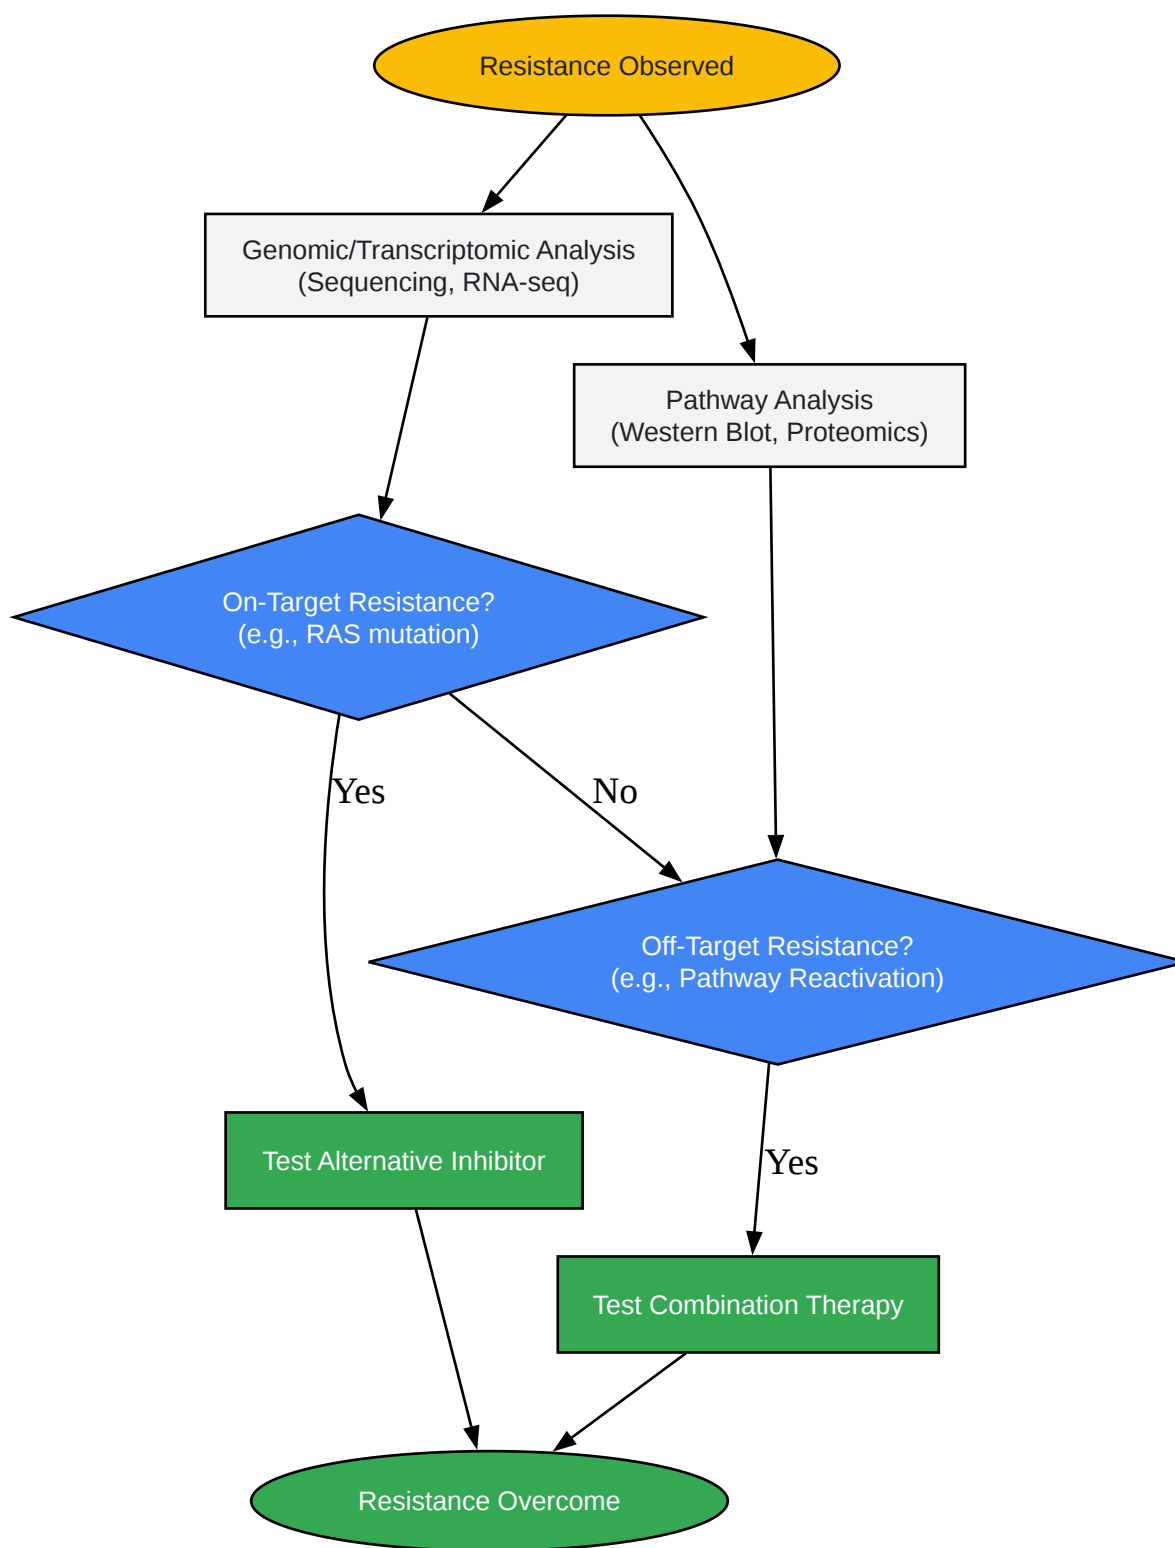 Resistance Observed
Genomic/Transcriptomic Analysis
(Sequencing, RNA-seq)
Pathway Analysis
(Western Blot, Proteomics)
On-Target Resistance?
(e.g., RAS mutation)
Yes
No
Off-Target Resistance?
(e.g., Pathway Reactivation)
Test Alternative Inhibitor
Yes
Test Combination Therapy
Resistance Overcome